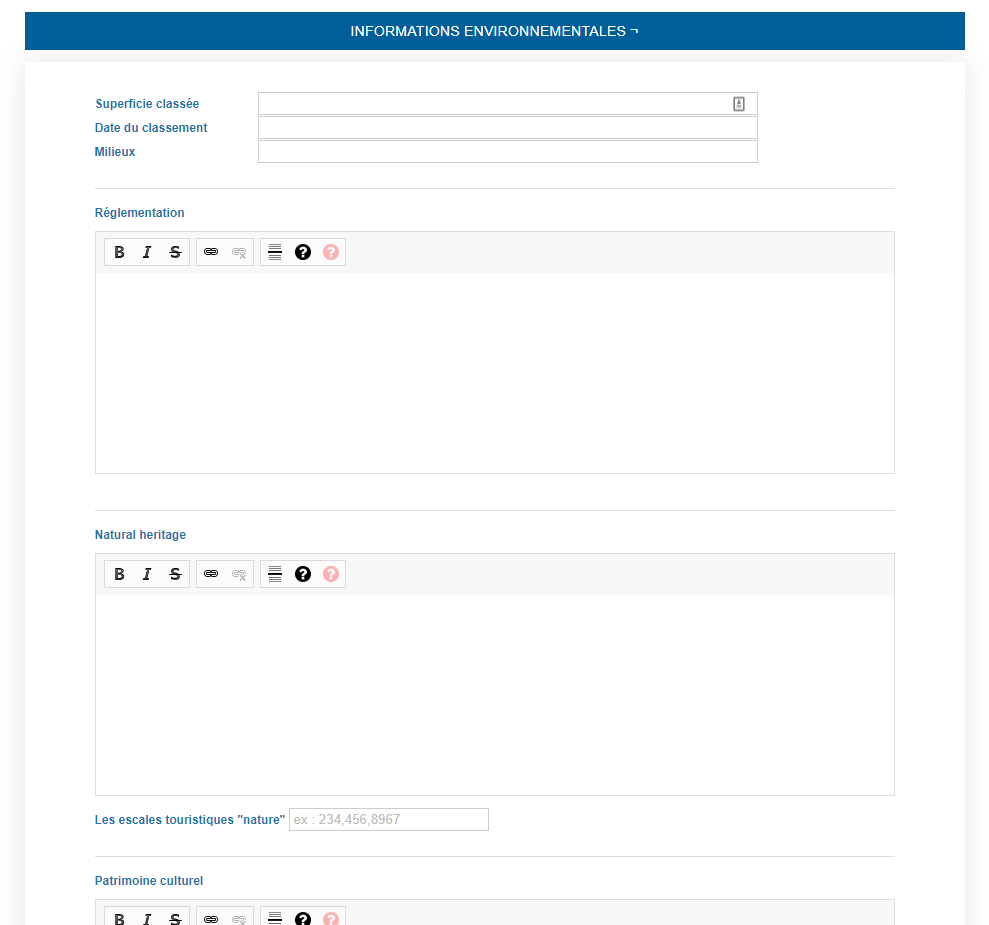 INFORMATIONS ENVIRONNEMENTALES ¬
Superficie classée
Date du classement
Milieux
Réglementation
B I S ? ?
Natural heritage
B I S ? ?
Les escales touristiques "nature" ex : 234,456,8967
Patrimoine culturel
B I S ? ?